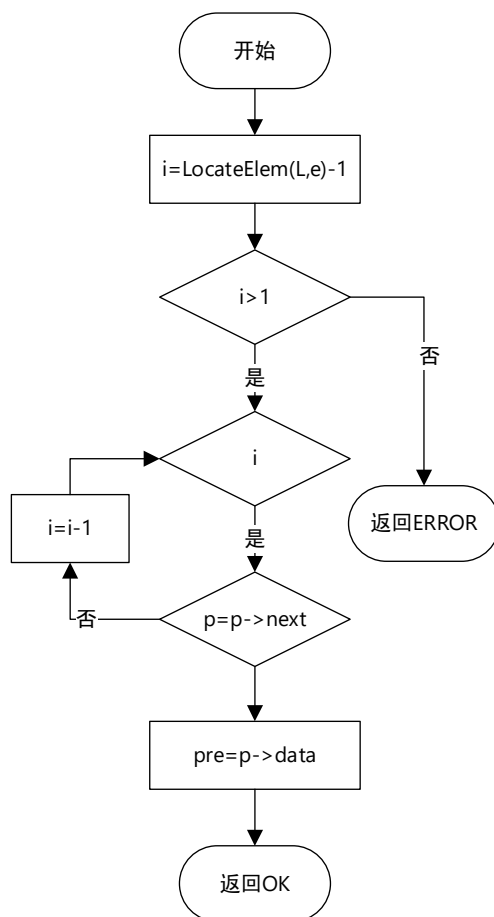 开始
i=LocateElem(L,e)-1
i>1
否
是
i
i=i-1
返回ERROR
是
p=p->next
否
pre=p->data
返回OK